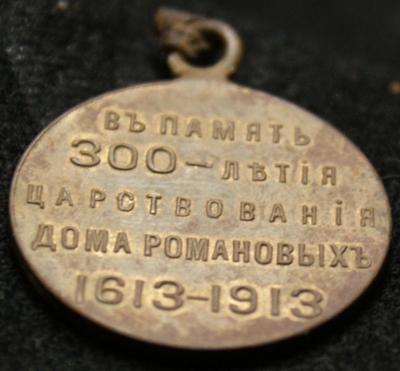 ВЪ ПАМЯТЬ
300-ЛѢТІЯ
ЦАРСТВОВАНІЯ
ДОМА РОМАНОВЫХЪ
1613-1913